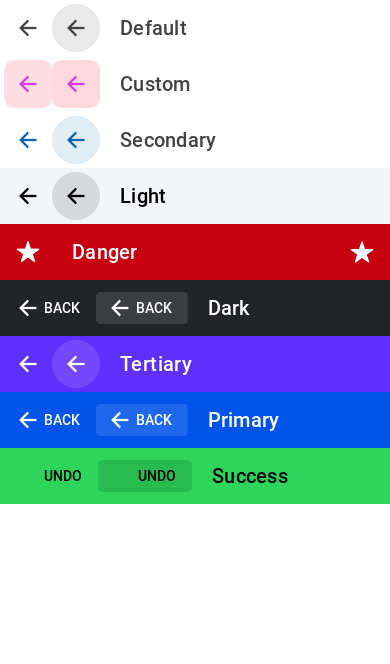 Default
Custom
Secondary
Light
Danger
BACK BACK Dark
Tertiary
BACK BACK Primary
UNDO UNDO Success